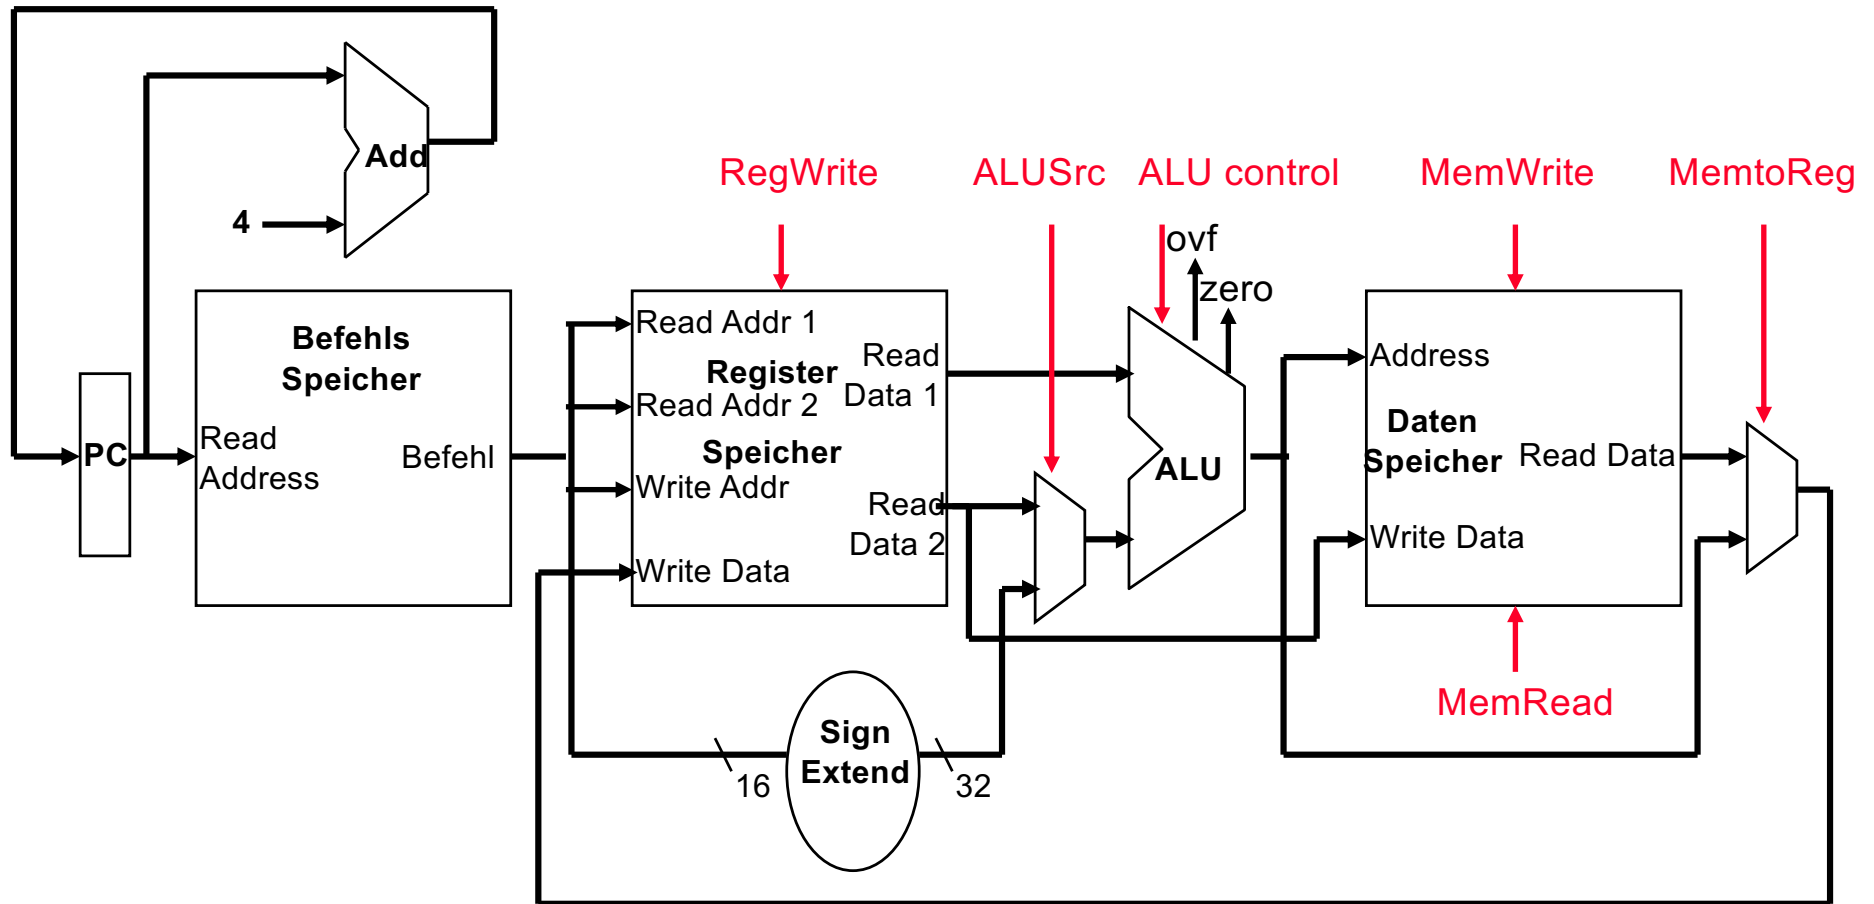 Add
4
RegWrite
ALUSrc
ALU control
MemWrite
MemtoReg
ovf
zero
PC
Befehls
Speicher
Read
Address
Befehl
Read Addr 1
Register
Read Addr 2
Speicher
Write Addr
Write Data
Read
Data 1
Read
Data 2
ALU
Address
Daten
Speicher
Read Data
Write Data
MemRead
Sign
Extend
16
32